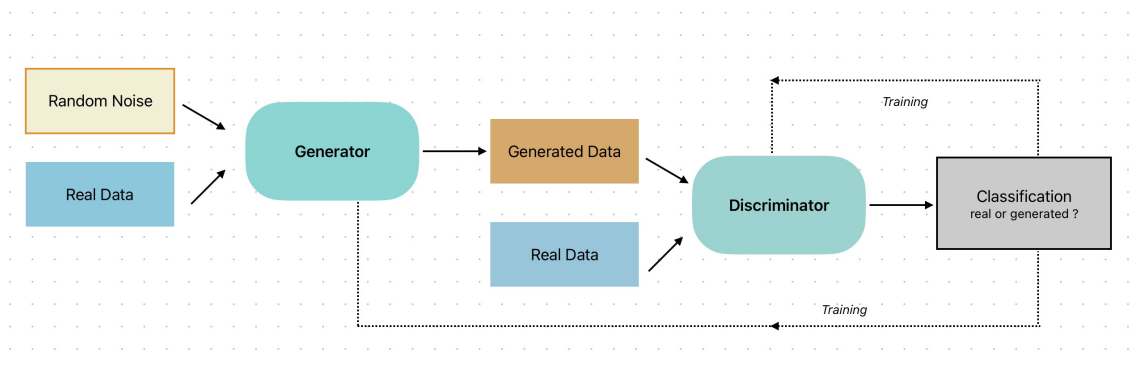 Random Noise
Real Data
Generator
Generated Data
Real Data
Discriminator
Training
Classification
real or generated ?
Training